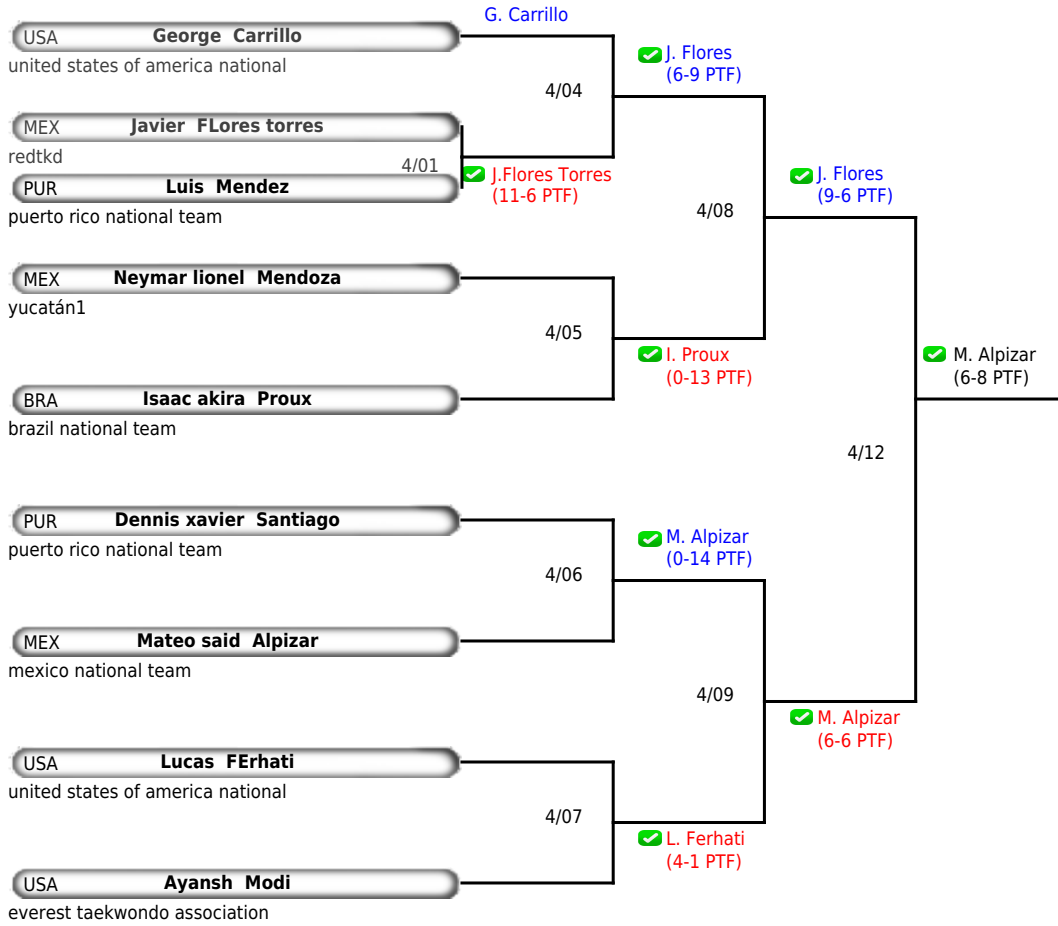 G. Carrillo
USA George Carrillo
united states of america national
J. Flores
(6-9 PTF)
4/04
MEX Javier FLores torres
redtkd
4/01
J.Flores Torres
(11-6 PTF)
PUR Luis Mendez
puerto rico national team
J. Flores
(9-6 PTF)
4/08
MEX Neymar lionel Mendoza
yucatán1
4/05
I. Proux
(0-13 PTF)
M. Alpizar
(6-8 PTF)
BRA Isaac akira Proux
brazil national team
4/12
PUR Dennis xavier Santiago
puerto rico national team
M. Alpizar
(0-14 PTF)
4/06
MEX Mateo said Alpizar
mexico national team
4/09
M. Alpizar
(6-6 PTF)
USA Lucas FErhati
united states of america national
4/07
L. Ferhati
(4-1 PTF)
USA Ayansh Modi
everest taekwondo association